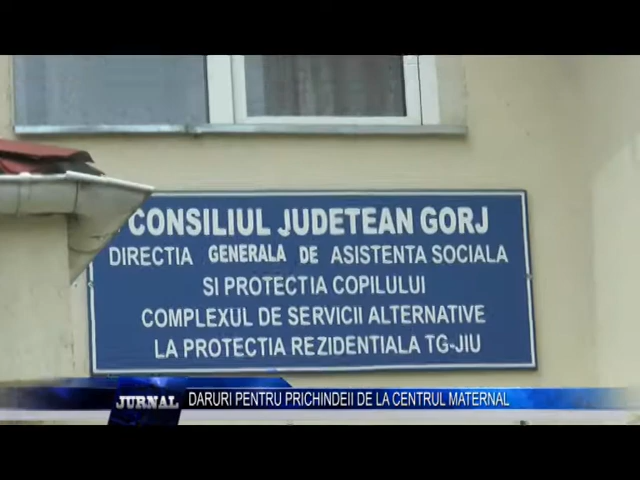 CONSILIUL JUDETEAN GORJ
DIRECTIA GENERALA DE ASISTENTA SOCIALA
SI PROTECTIA COPILULUI
COMPLEXUL DE SERVICII ALTERNATIVE
LA PROTECTIA REZIDENTIALA TG-JIU
JURNAL
DARURI PENTRU PRICHINDEII DE LA CENTRUL MATERNAL